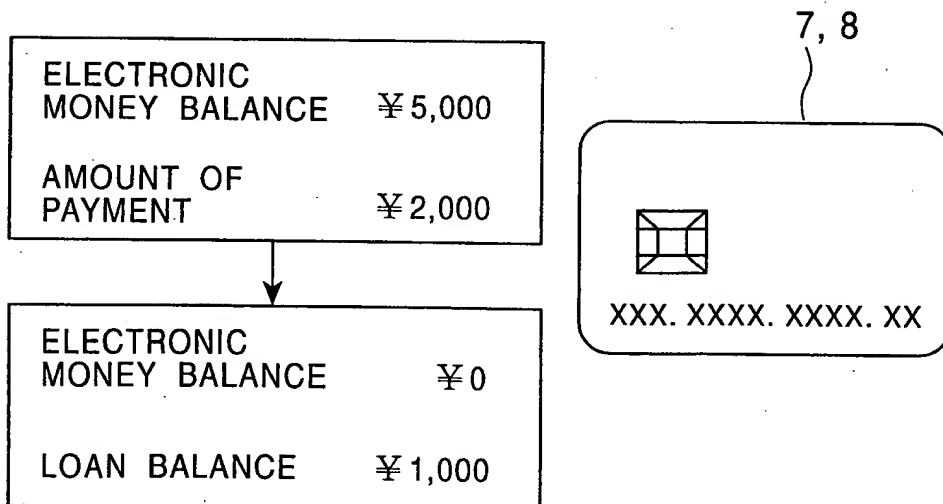 7, 8
ELECTRONIC
MONEY BALANCE ¥5,000
AMOUNT OF
PAYMENT ¥2,000
XXX. XXXX. XXXX. XX
ELECTRONIC
MONEY BALANCE ¥0
LOAN BALANCE ¥1,000